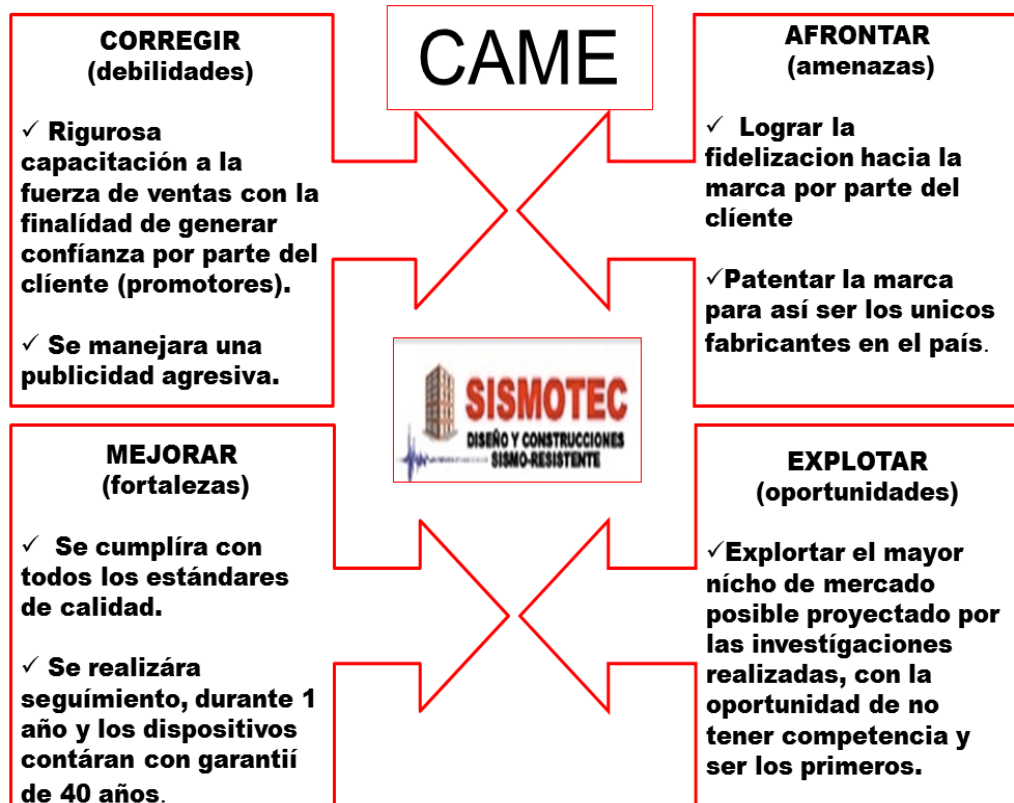 CORREGIR
(debilidades)
✓ Rigurosa
capacitación a la
fuerza de ventas con la
finalídad de generar
confíanza por parte del
clíente (promotores).
✓ Se manejara una
publicidad agresiva.
CAME
AFRONTAR
(amenazas)
✓ Lograr la
fidelizacion hacia la
marca por parte del
clíente
✓Patentar la marca
para así ser los unicos
fabricantes en el país.
SISMOTEC
DISEÑO Y CONSTRUCCIONES
SISMO-RESISTENTE
MEJORAR
(fortalezas)
✓ Se cumplíra con
todos los estándares
de calidad.
✓ Se realizára
seguímiento, durante 1
año y los dispositivos
contáran con garantií
de 40 años.
EXPLOTAR
(oportunidades)
✓Explortar el mayor
nícho de mercado
posible proyectado por
las investígaciones
realizadas, con la
oportunidad de no
tener competencia y
ser los primeros.